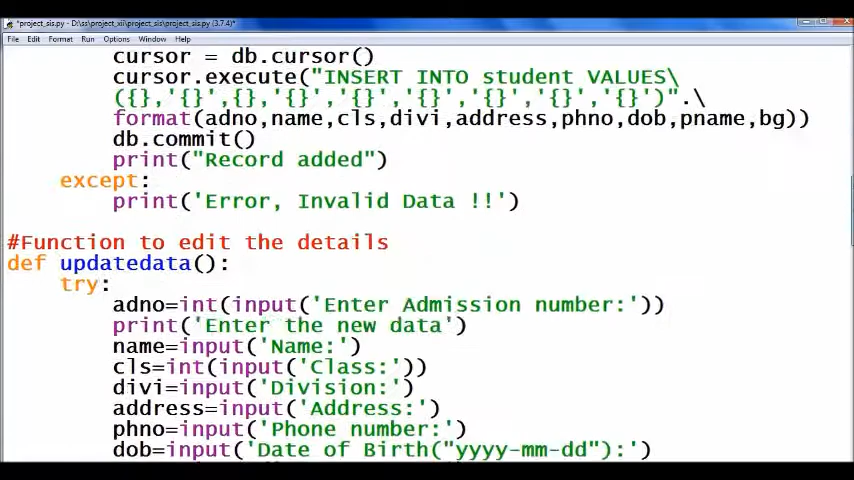 *project_sis.py - D:\ss\project_xii\project_sis\project_sis.py (3.7.4)*
File Edit Format Run Options Window Help
cursor = db.cursor()
cursor.execute("INSERT INTO student VALUES\
({},'{}',{},'{}','{}','{}','{}','{}','{}')".\
format(adno,name,cls,divi,address,phno,dob,pname,bg))
db.commit()
print("Record added")
except:
print('Error, Invalid Data !!')
#Function to edit the details
def updatedata():
try:
adno=int(input('Enter Admission number:'))
print('Enter the new data')
name=input('Name:')
cls=int(input('Class:'))
divi=input('Division:')
address=input('Address:')
phno=input('Phone number:')
dob=input('Date of Birth("yyyy-mm-dd"):')